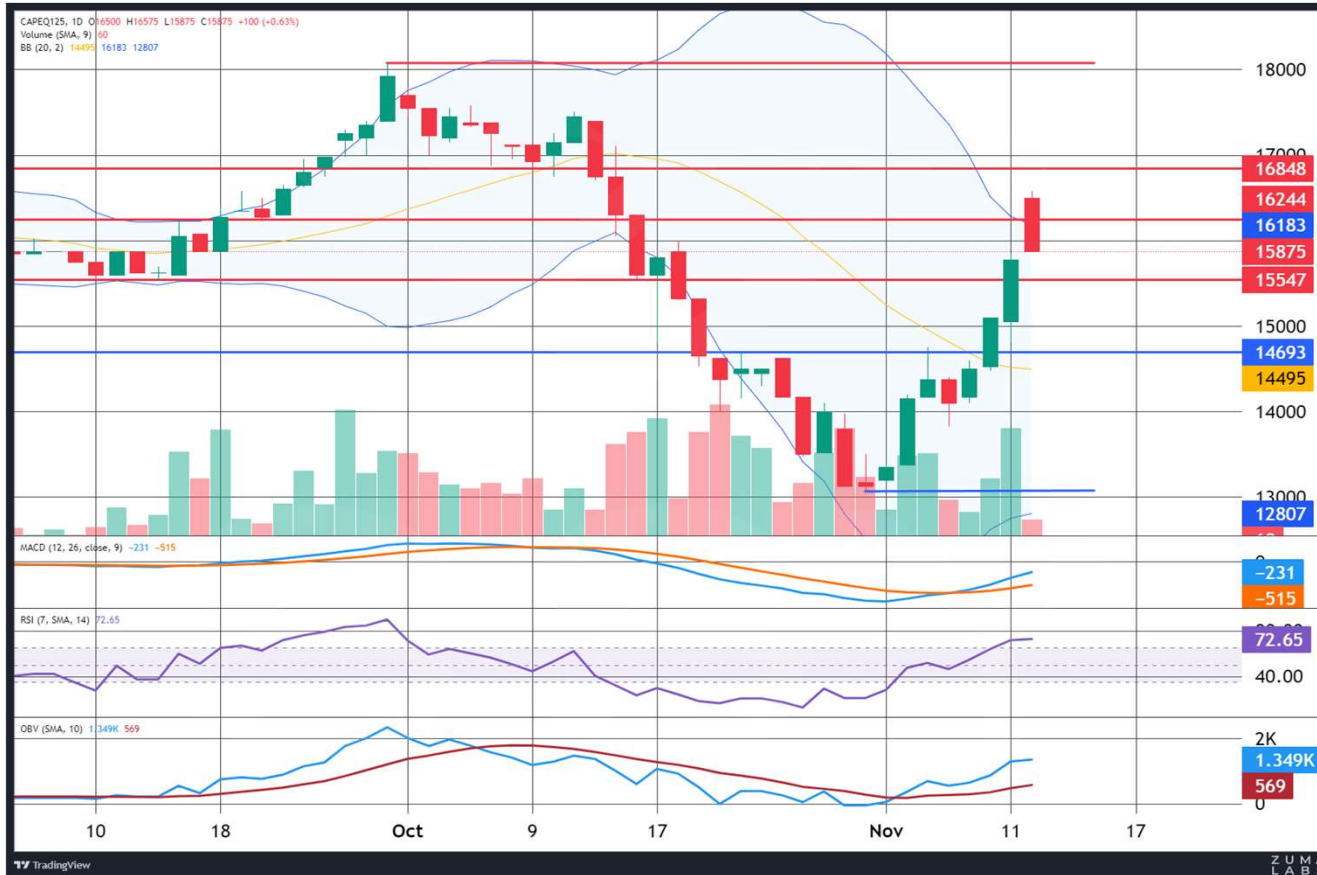 CAPEQ125, 1D O16500 H16575 L15875 C15875 +100 (+0.63%)
Volume (SMA, 9) 60
BB (20, 2) 14495 16183 12807
18000
17000
16848
16244
16183
15875
15547
15000
14693
14495
14000
13000
12807
MACD (12, 26, close, 9) -231 -515
0
-231
-515
RSI (7, SMA, 14) 72.65
72.65
40.00
OBV (SMA, 10) 1.349K 569
2K
1.349K
569
0
10 18 Oct 9 17 Nov 11 17
TradingView